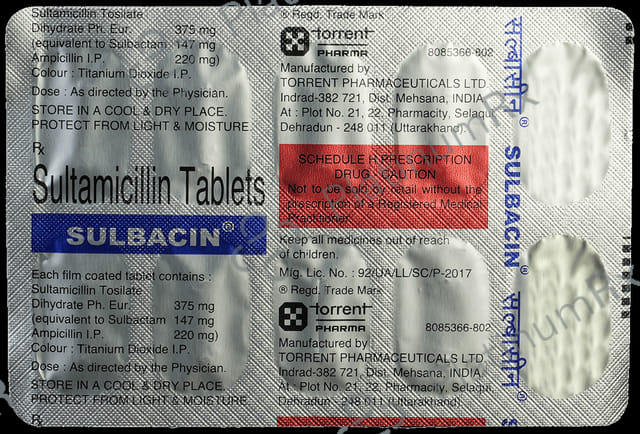 Sultamicillin Tosilate
Dihydrate Ph. Eur. 375 mg
(equivalent to Sulbactam 147 mg
Ampicillin I.P. 220 mg)
Colour : Titanium Dioxide I.P.
Dose : As directed by the Physician.
STORE IN A COOL & DRY PLACE.
PROTECT FROM LIGHT & MOISTURE.
Rx
Sultamicillin Tablets
SULBACIN®
Each film coated tablet contains :
Sultamicillin Tosilate
Dihydrate Ph. Eur. 375 mg
(equivalent to Sulbactam 147 mg
Ampicillin I.P. 220 mg)
Colour : Titanium Dioxide I.P.
Dose : As directed by the Physician.
STORE IN A COOL & DRY PLACE.
PROTECT FROM LIGHT & MOISTURE.
Rx
® Regd. Trade Mark
torrent
PHARMA
8085366-802
Manufactured by
TORRENT PHARMACEUTICALS LTD.
Indrad-382 721, Dist. Mehsana, INDIA
At : Plot No. 21, 22, Pharmacity, Selaqui,
Dehradun - 248 011 (Uttarakhand).
SCHEDULE H PRESCRIPTION
DRUG - CAUTION
Not to be sold by retail without the
prescription of a Registered Medical
Practitioner.
Keep all medicines out of reach
of children.
Mfg. Lic. No. : 92/UA/LL/SC/P-2017
® Regd. Trade Mark
torrent
PHARMA
8085366-802
Manufactured by
TORRENT PHARMACEUTICALS LTD.
Indrad-382 721, Dist. Mehsana, INDIA
At : Plot No. 21, 22, Pharmacity, Selaqui,
Dehradun - 248 011 (Uttarakhand).
सल्बासीन® SULBACIN® सल्बासीन®